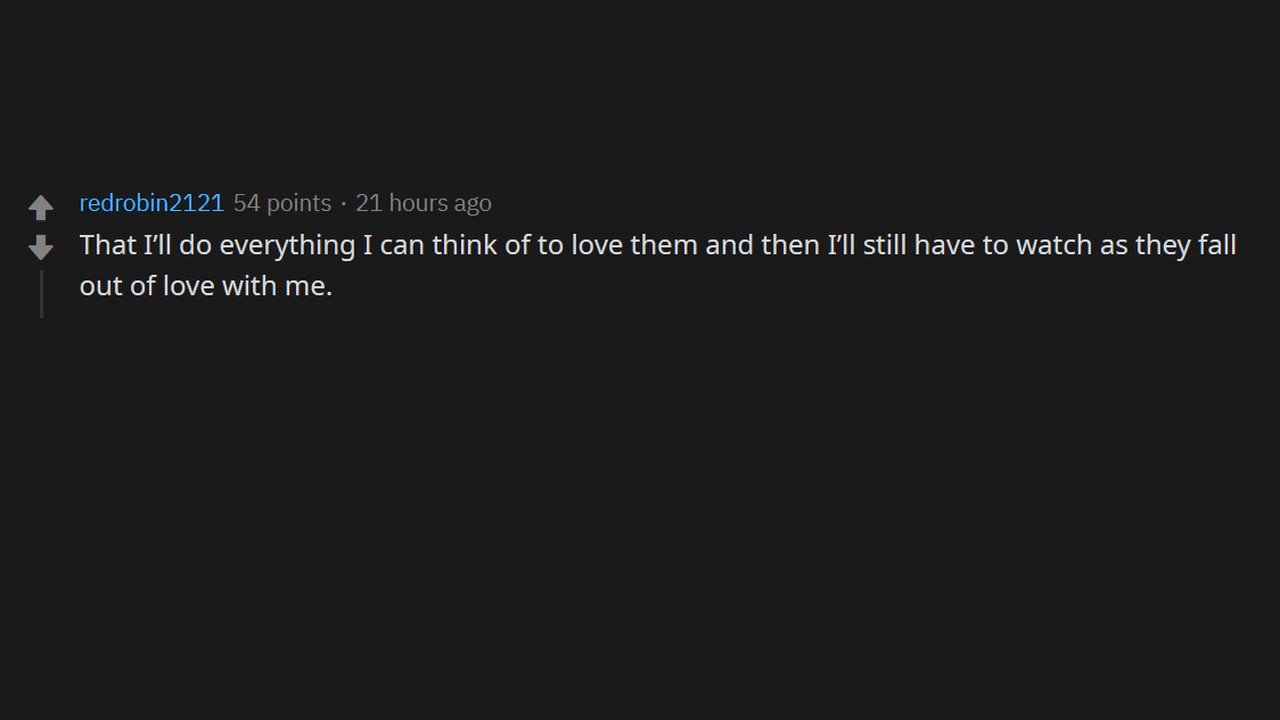 redrobin2121 54 points · 21 hours ago
That I’ll do everything I can think of to love them and then I’ll still have to watch as they fall
out of love with me.